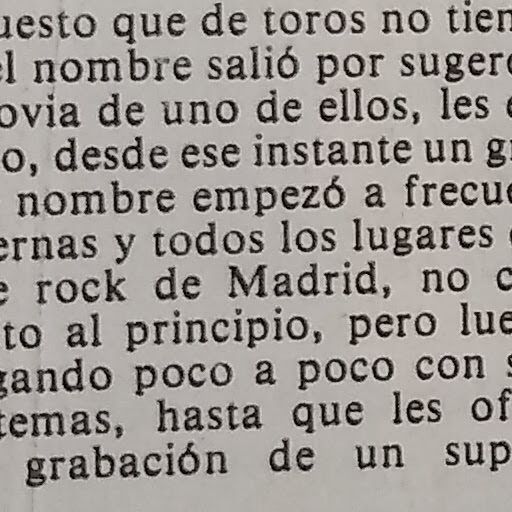 uesto que de toros no tien
el nombre salió por suger
ovia de uno de ellos, les
o, desde ese instante un g
nombre empezó a frecue
ernas y todos los lugares
e rock de Madrid, no c
to al principio, pero lue
gando poco a poco con s
temas, hasta que les of
grabación de un sup